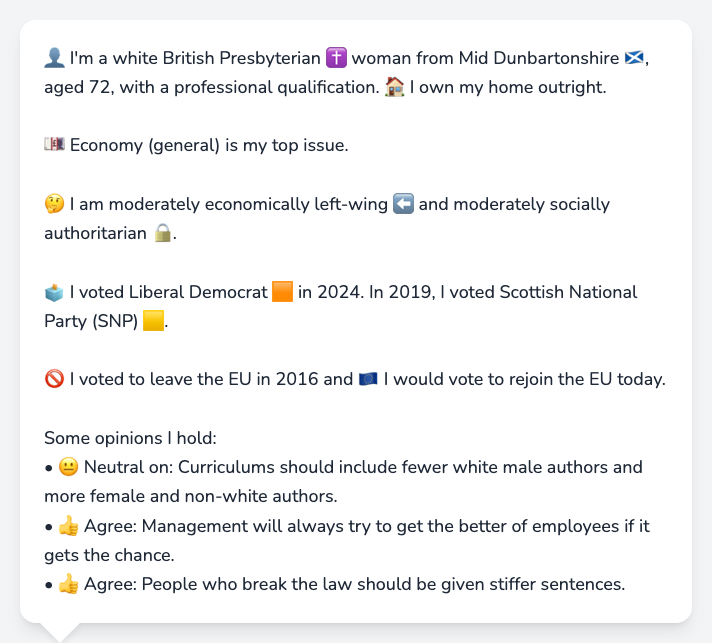 👤 I'm a white British Presbyterian ✝️ woman from Mid Dunbartonshire 🏴󠁧󠁢󠁳󠁣󠁴󠁿,
aged 72, with a professional qualification. 🏠 I own my home outright.
💷 Economy (general) is my top issue.
🤔 I am moderately economically left-wing ⬅️ and moderately socially
authoritarian 🔒.
🗳️ I voted Liberal Democrat 🟧 in 2024. In 2019, I voted Scottish National
Party (SNP) 🟨.
🚫 I voted to leave the EU in 2016 and 🇪🇺 I would vote to rejoin the EU today.
Some opinions I hold:
• 😐 Neutral on: Curriculums should include fewer white male authors and
more female and non-white authors.
• 👍 Agree: Management will always try to get the better of employees if it
gets the chance.
• 👍 Agree: People who break the law should be given stiffer sentences.